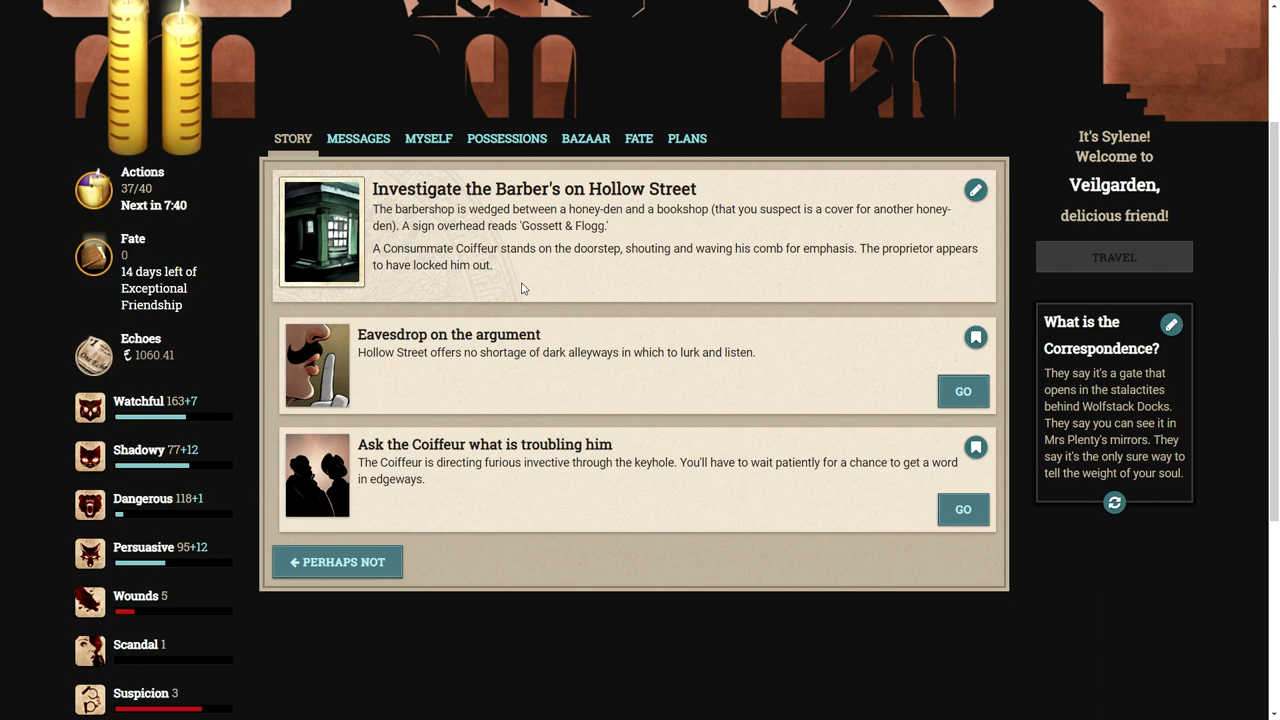 STORY MESSAGES MYSELF POSSESSIONS BAZAAR FATE PLANS
Actions
37/40
Next in 7:40
Fate
0
14 days left of
Exceptional
Friendship
Echoes
1060.41
Watchful 163+7
Shadowy 77+12
Dangerous 118+1
Persuasive 95+12
Wounds 5
Scandal 1
Suspicion 3
Investigate the Barber's on Hollow Street
The barbershop is wedged between a honey-den and a bookshop (that you suspect is a cover for another honey-
den). A sign overhead reads 'Gossett & Flogg.'
A Consummate Coiffeur stands on the doorstep, shouting and waving his comb for emphasis. The proprietor appears
to have locked him out.
Eavesdrop on the argument
Hollow Street offers no shortage of dark alleyways in which to lurk and listen.
GO
Ask the Coiffeur what is troubling him
The Coiffeur is directing furious invective through the keyhole. You'll have to wait patiently for a chance to get a word
in edgeways.
GO
PERHAPS NOT
It's Sylene!
Welcome to
Veilgarden,
delicious friend!
TRAVEL
What is the
Correspondence?
They say it's a gate that
opens in the stalactites
behind Wolfstack Docks.
They say you can see it in
Mrs Plenty's mirrors. They
say it's the only sure way to
tell the weight of your soul.